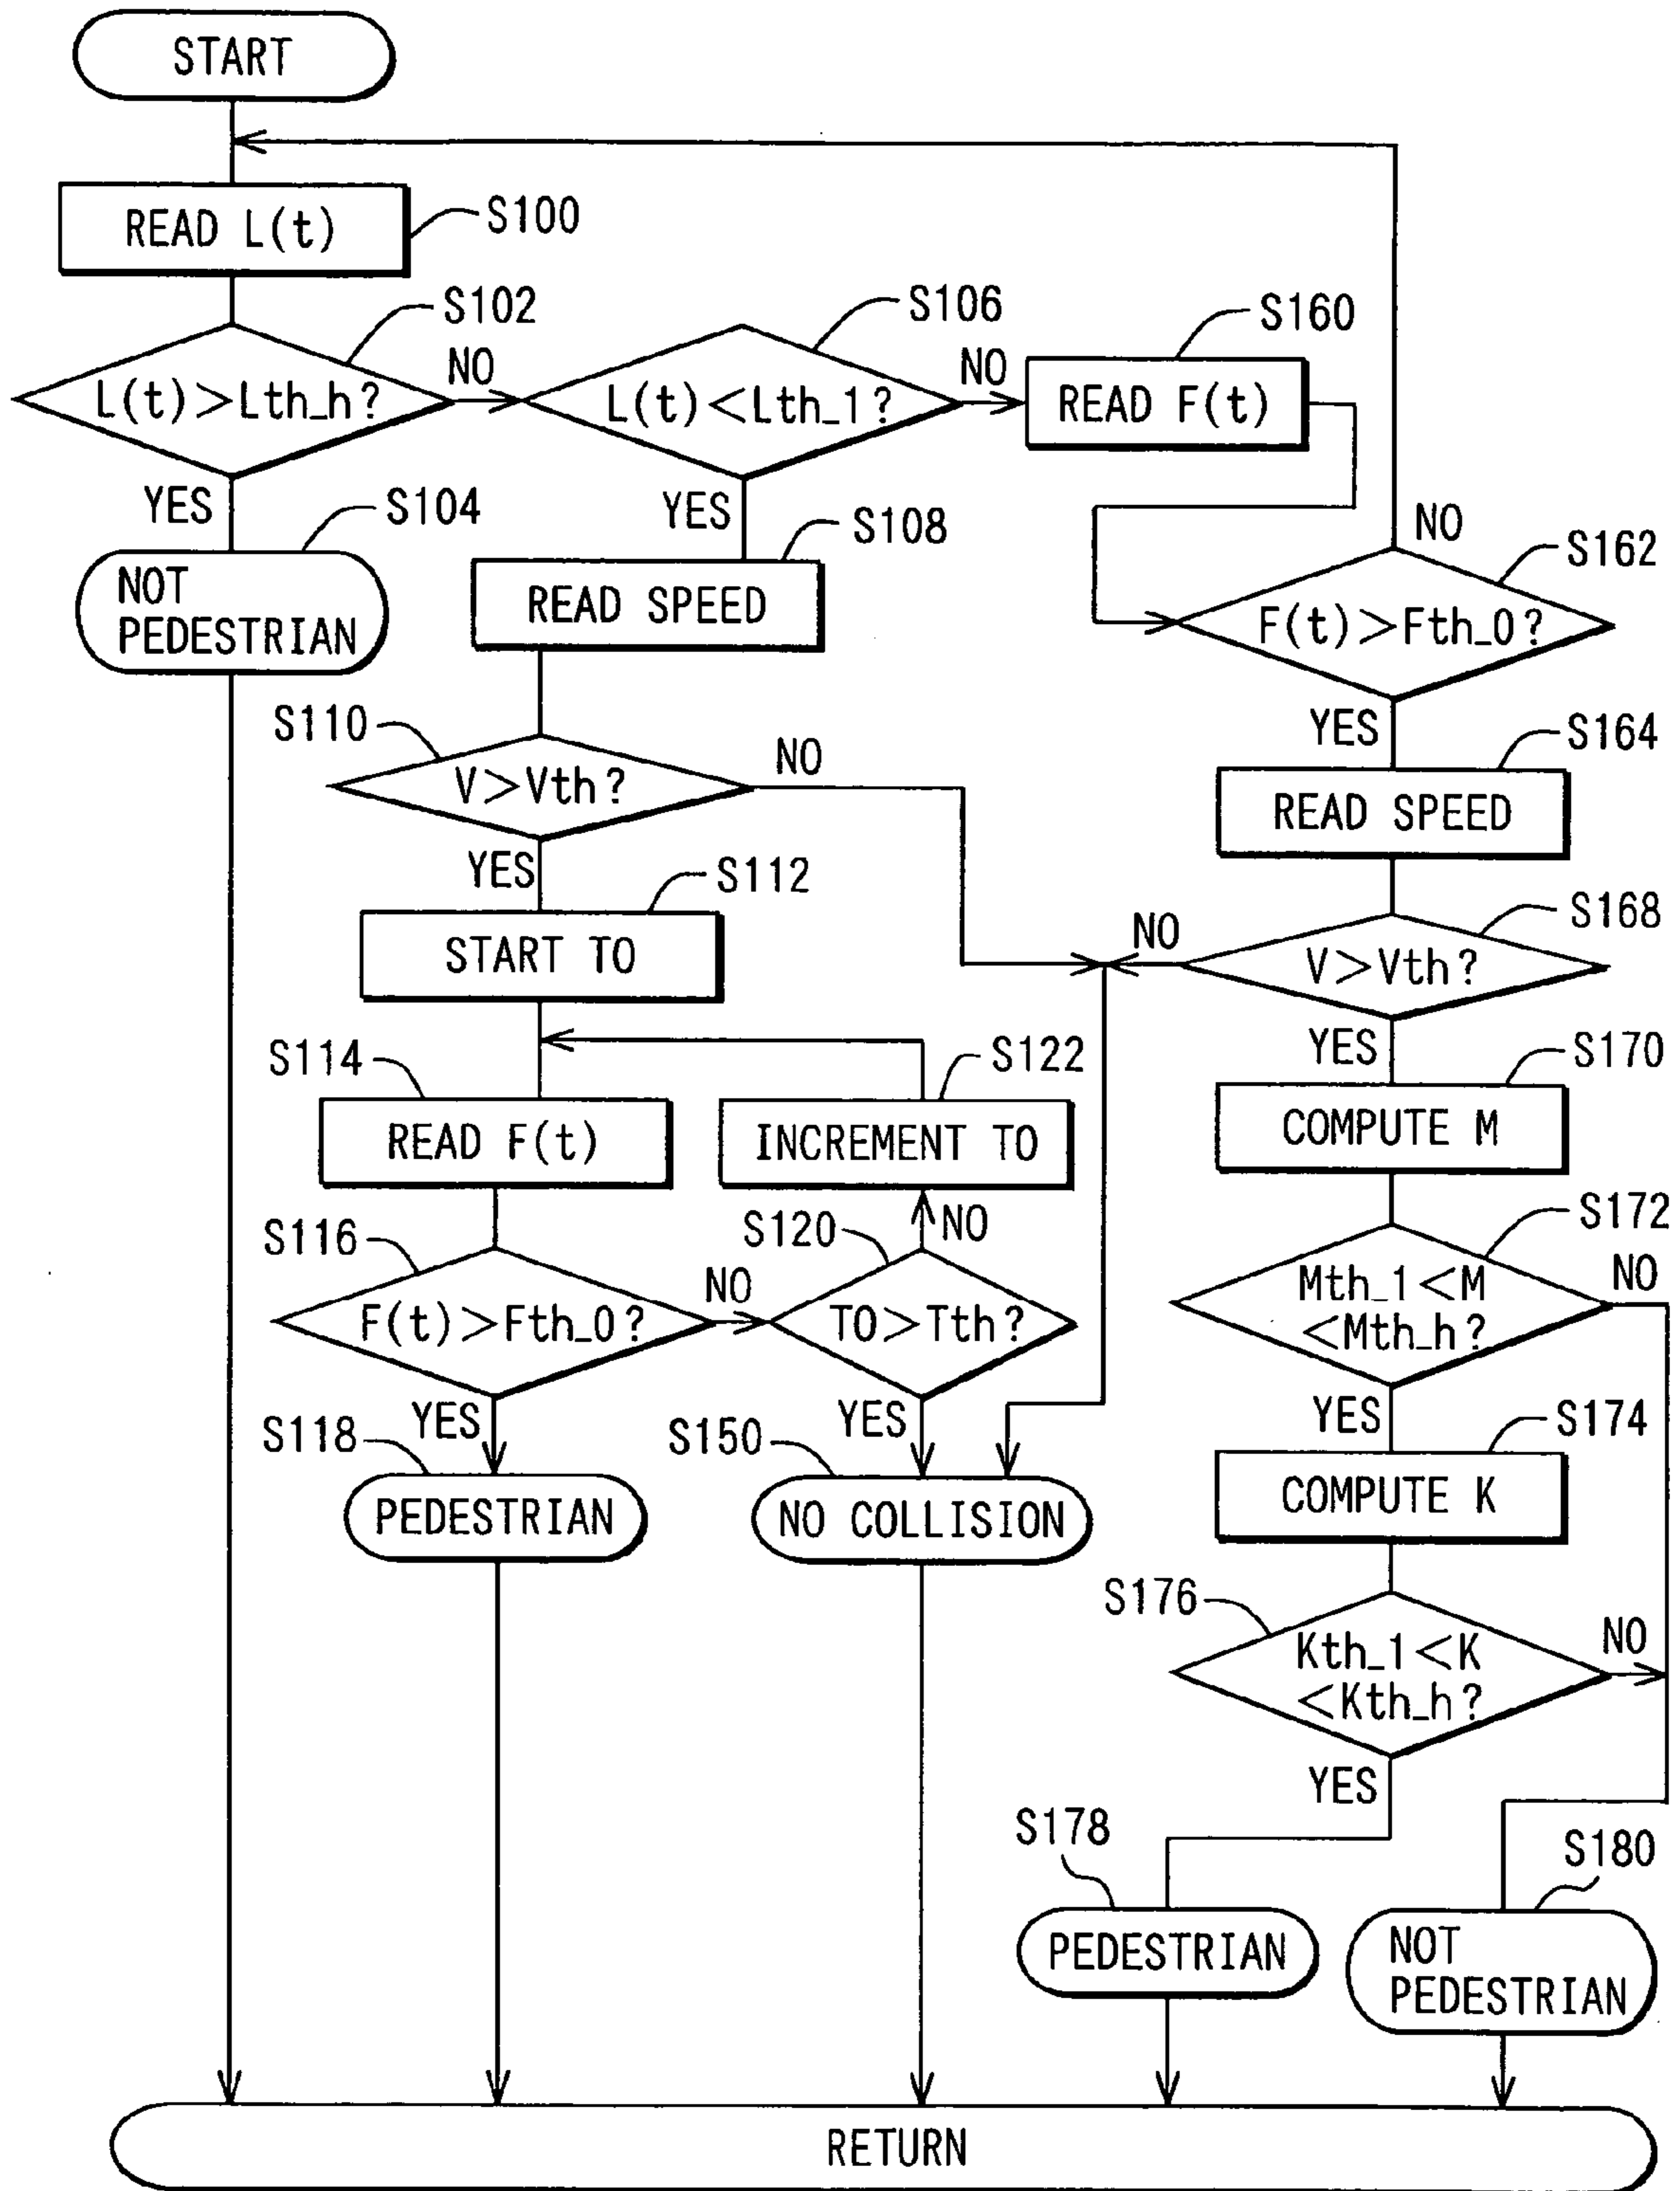 START
READ L(t)
S100
S102
L(t)>Lth_h?
NO
S106
L(t)<Lth_1?
NO
S160
READ F(t)
YES
S104
NOT
PEDESTRIAN
YES
S108
READ SPEED
NO
S162
F(t)>Fth_0?
YES
S164
READ SPEED
S110
V>Vth?
NO
YES
S112
START TO
S168
NO
V>Vth?
YES
S170
COMPUTE M
S114
READ F(t)
S122
INCREMENT TO
S116
F(t)>Fth_0?
NO
S120
NO
TO>Tth?
S172
Mth_1<M
<Mth_h?
NO
YES
S174
COMPUTE K
YES
S118
PEDESTRIAN
YES
S150
NO COLLISION
S176
Kth_1<K
<Kth_h?
NO
YES
S178
PEDESTRIAN
S180
NOT
PEDESTRIAN
RETURN